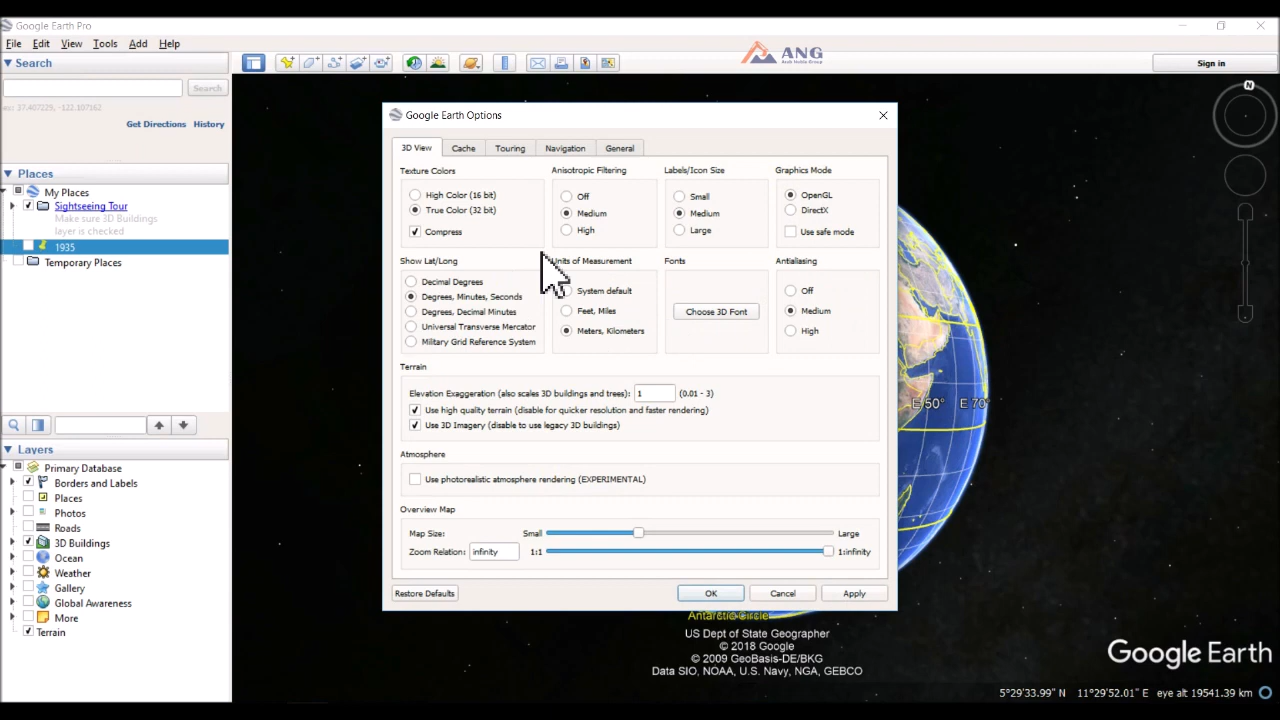 Google Earth Pro
File Edit View Tools Add Help
Search
ANG
Arab Noble Group
Sign in
Search
ex: 37.407229, -122.107162
Get Directions History
Places
My Places
Sightseeing Tour
Make sure 3D Buildings
layer is checked
1935
Temporary Places
Layers
Primary Database
Borders and Labels
Places
Photos
Roads
3D Buildings
Ocean
Weather
Gallery
Global Awareness
More
Terrain
N
Google Earth Options
3D View Cache Touring Navigation General
Texture Colors
High Color (16 bit)
True Color (32 bit)
Compress
Anisotropic Filtering
Off
Medium
High
Labels/Icon Size
Small
Medium
Large
Graphics Mode
OpenGL
DirectX
Use safe mode
Show Lat/Long
Decimal Degrees
Degrees, Minutes, Seconds
Degrees, Decimal Minutes
Universal Transverse Mercator
Military Grid Reference System
Units of Measurement
System default
Feet, Miles
Meters, Kilometers
Fonts
Choose 3D Font
Antialiasing
Off
Medium
High
Terrain
Elevation Exaggeration (also scales 3D buildings and trees): 1 (0.01 - 3)
Use high quality terrain (disable for quicker resolution and faster rendering)
Use 3D Imagery (disable to use legacy 3D buildings)
Atmosphere
Use photorealistic atmosphere rendering (EXPERIMENTAL)
Overview Map
Map Size: Small Large
Zoom Relation: infinity 1:1 1:infinity
Restore Defaults OK Cancel Apply
E 50° E 70°
Antarctic Circle
US Dept of State Geographer
© 2018 Google
© 2009 GeoBasis-DE/BKG
Data SIO, NOAA, U.S. Navy, NGA, GEBCO
Google Earth
5°29'33.99" N 11°29'52.01" E eye alt 19541.39 km